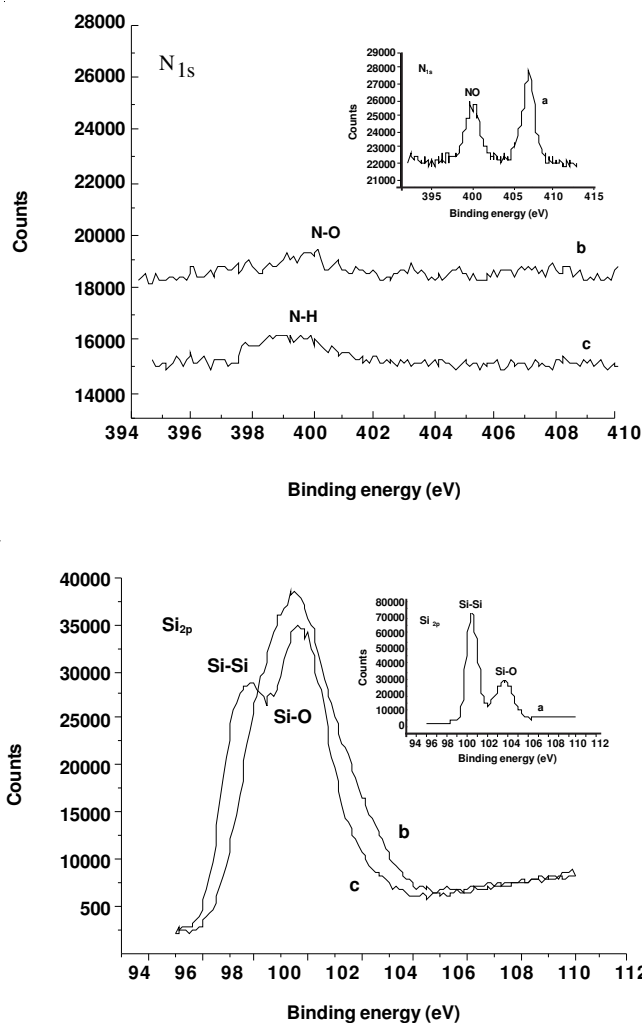 28000
26000
24000
22000
20000
18000
16000
14000
Counts
N1s
N-O
N-H
b
c
394 396 398 400 402 404 406 408 410
Binding energy (eV)
29000
28000
27000
26000
25000
24000
23000
22000
21000
Counts
N1s
NO
a
395 400 405 410 415
Binding energy (eV)
40000
35000
30000
25000
20000
15000
10000
500
Counts
Si2p
Si-Si
Si-O
b
c
94 96 98 100 102 104 106 108 110 112
Binding energy (eV)
80000
70000
60000
50000
40000
30000
20000
10000
0
Counts
Si 2p
Si-Si
Si-O
a
94 96 98 100 102 104 106 108 110 112
Binding energy (eV)